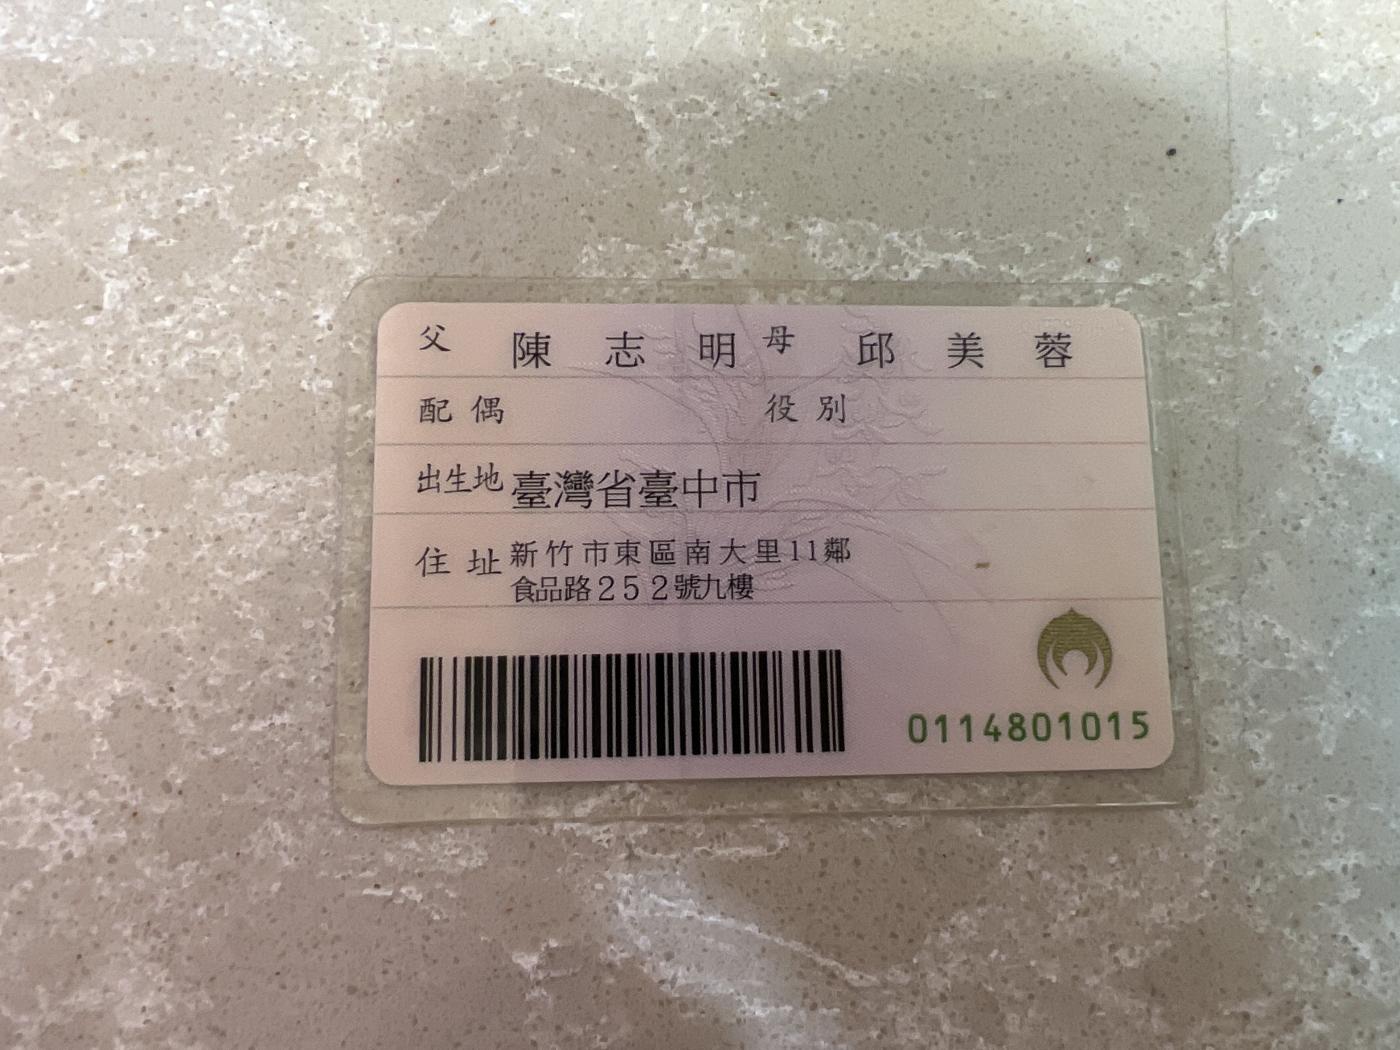 父 陳志明 母 邱美蓉
配偶 役別
出生地 臺灣省臺中市
住址 新竹市東區南大里11鄰
食品路252號九樓
0114801015